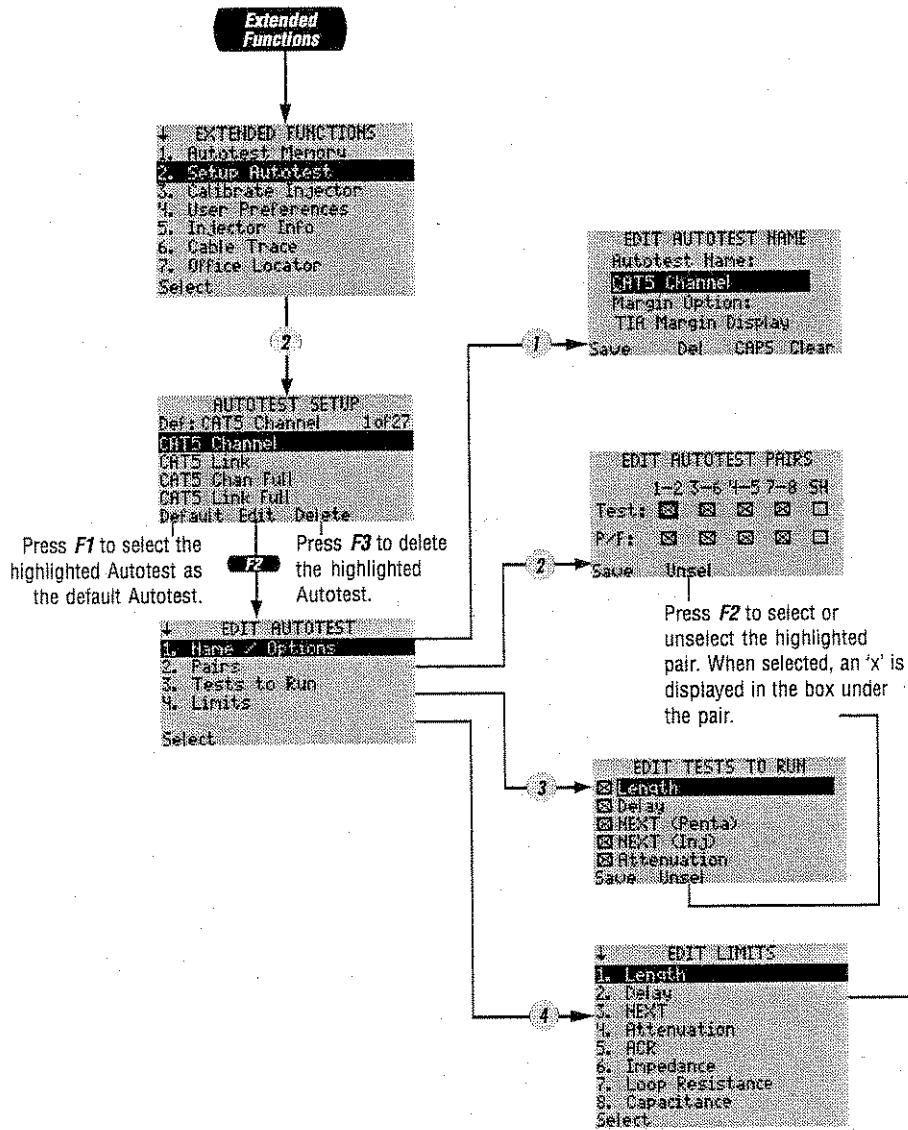 Extended
Functions
↓ EXTENDED FUNCTIONS
1. Autotest Memory
2. Setup Autotest
3. Calibrate Injector
4. User Preferences
5. Injector Info
6. Cable Trace
7. Office Locator
Select
2
AUTOTEST SETUP
Def: CAT5 Channel 1of27
CAT5 Channel
CAT5 Link
CAT5 Chan Full
CAT5 Link Full
Default Edit Delete
Press F1 to select the
highlighted Autotest as
the default Autotest.
F2
Press F3 to delete
the highlighted
Autotest.
↓ EDIT AUTOTEST
1. Name / Options
2. Pairs
3. Tests to Run
4. Limits
Select
1
EDIT AUTOTEST NAME
Autotest Name:
CAT5 Channel
Margin Option:
TIA Margin Display
Save Del CAPS Clear
2
EDIT AUTOTEST PAIRS
1-2 3-6 4-5 7-8 SH
Test:
P/F:
Save Unsel
Press F2 to select or
unselect the highlighted
pair. When selected, an 'x' is
displayed in the box under
the pair.
3
EDIT TESTS TO RUN
Length
Delay
NEXT (Penta)
NEXT (Inj)
Attenuation
Save Unsel
4
↓ EDIT LIMITS
1. Length
2. Delay
3. NEXT
4. Attenuation
5. ACR
6. Impedance
7. Loop Resistance
8. Capacitance
Select